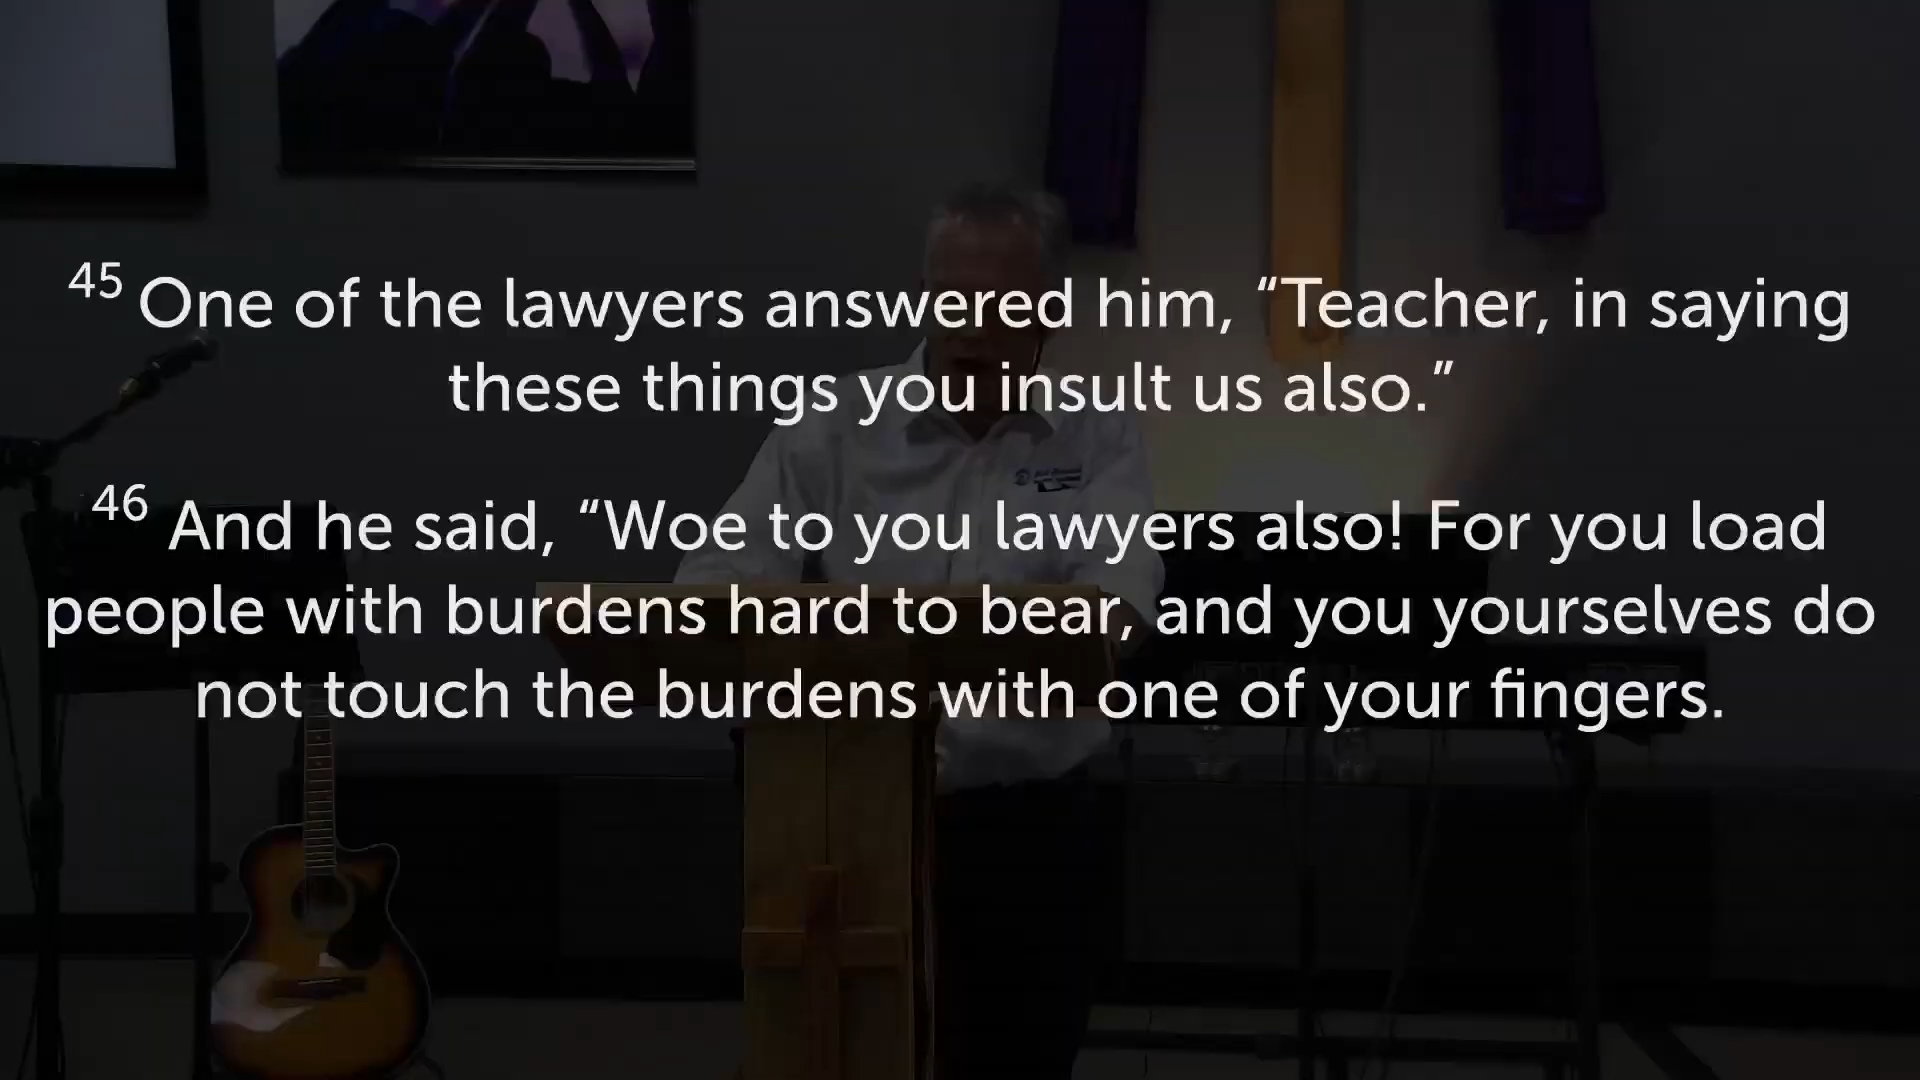 45 One of the lawyers answered him, “Teacher, in saying
these things you insult us also.”
46 And he said, “Woe to you lawyers also! For you load
people with burdens hard to bear, and you yourselves do
not touch the burdens with one of your fingers.